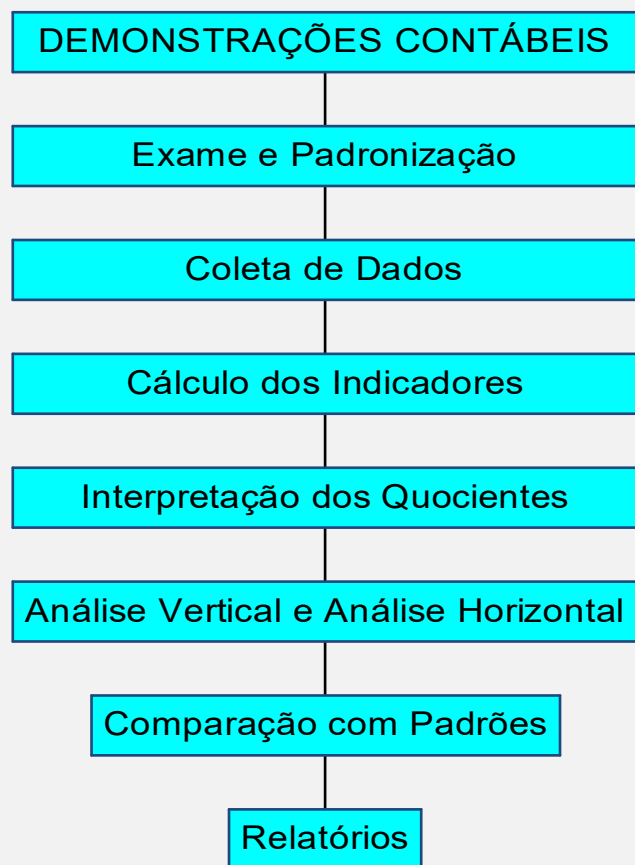 DEMONSTRAÇÕES CONTÁBEIS
Exame e Padronização
Coleta de Dados
Cálculo dos Indicadores
Interpretação dos Quocientes
Análise Vertical e Análise Horizontal
Comparação com Padrões
Relatórios